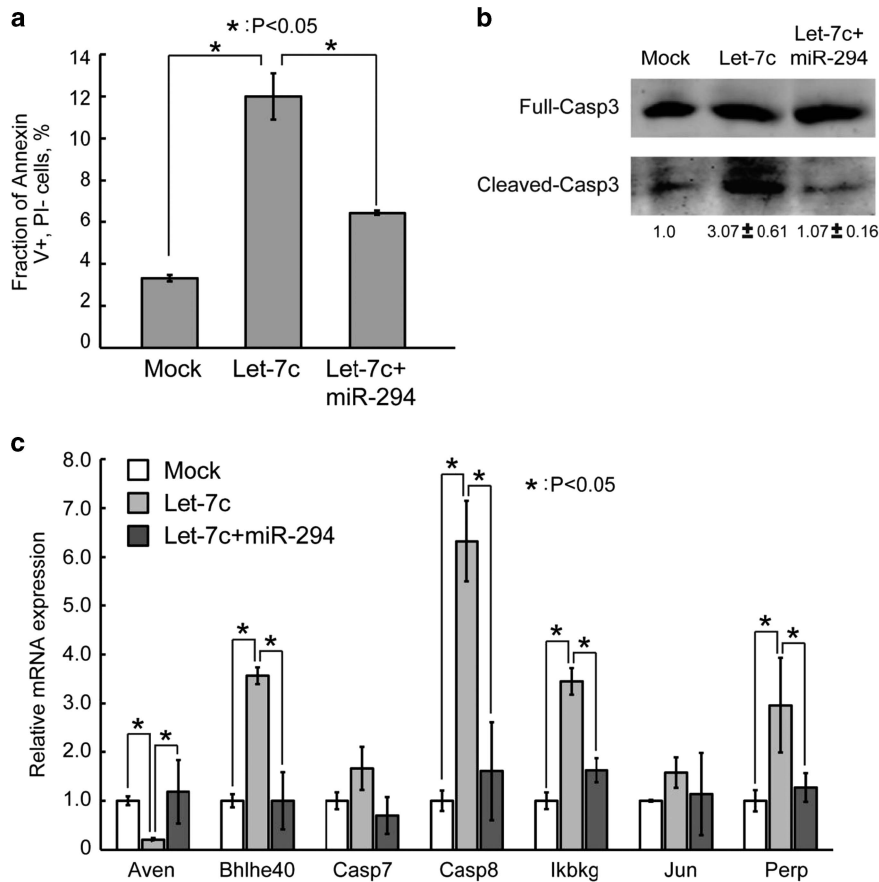 a
*:P<0.05
*
*
14
12
10
8
6
4
2
0
Fraction of Annexin
V+, PI- cells, %
Mock
Let-7c
Let-7c+
miR-294
b
Mock
Let-7c
Let-7c+
miR-294
Full-Casp3
Cleaved-Casp3
1.0
3.07±0.61
1.07±0.16
c
8.0
7.0
6.0
5.0
4.0
3.0
2.0
1.0
0
Relative mRNA expression
Mock
Let-7c
Let-7c+miR-294
*:P<0.05
* *
* *
* *
* *
* *
Aven
Bhlhe40
Casp7
Casp8
Ikbkg
Jun
Perp